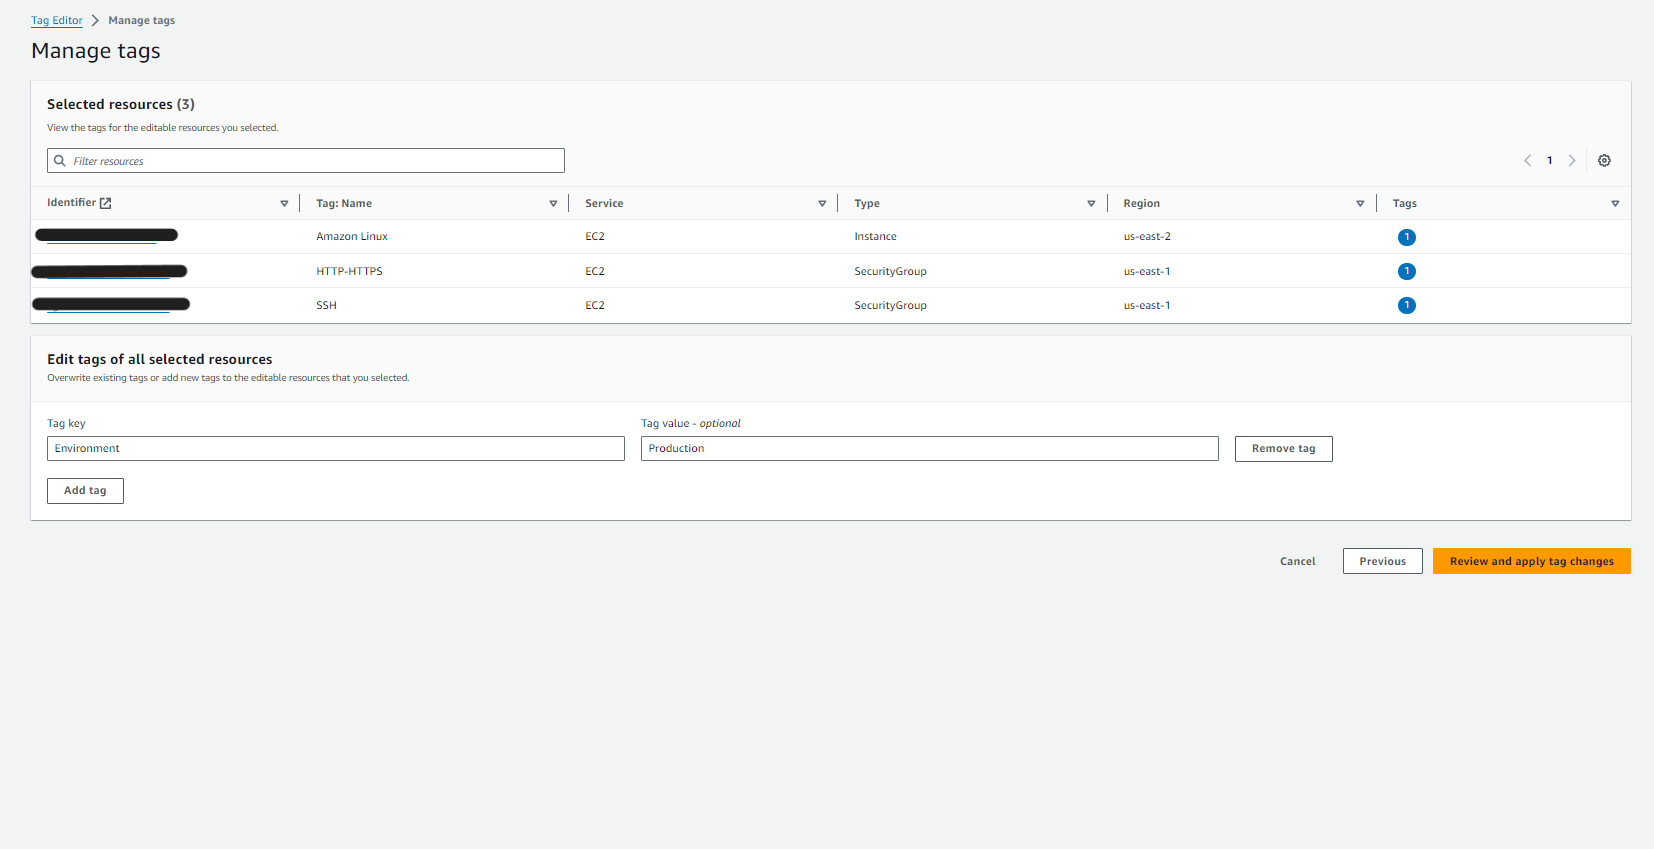 Tag Editor > Manage tags
Manage tags
Selected resources (3)
View the tags for the editable resources you selected.
Filter resources
1
Identifier Tag: Name Service Type Region Tags
Amazon Linux EC2 Instance us-east-2 1
HTTP-HTTPS EC2 SecurityGroup us-east-1 1
SSH EC2 SecurityGroup us-east-1 1
Edit tags of all selected resources
Overwrite existing tags or add new tags to the editable resources that you selected.
Tag key Tag value - optional
Environment Production Remove tag
Add tag
Cancel Previous Review and apply tag changes